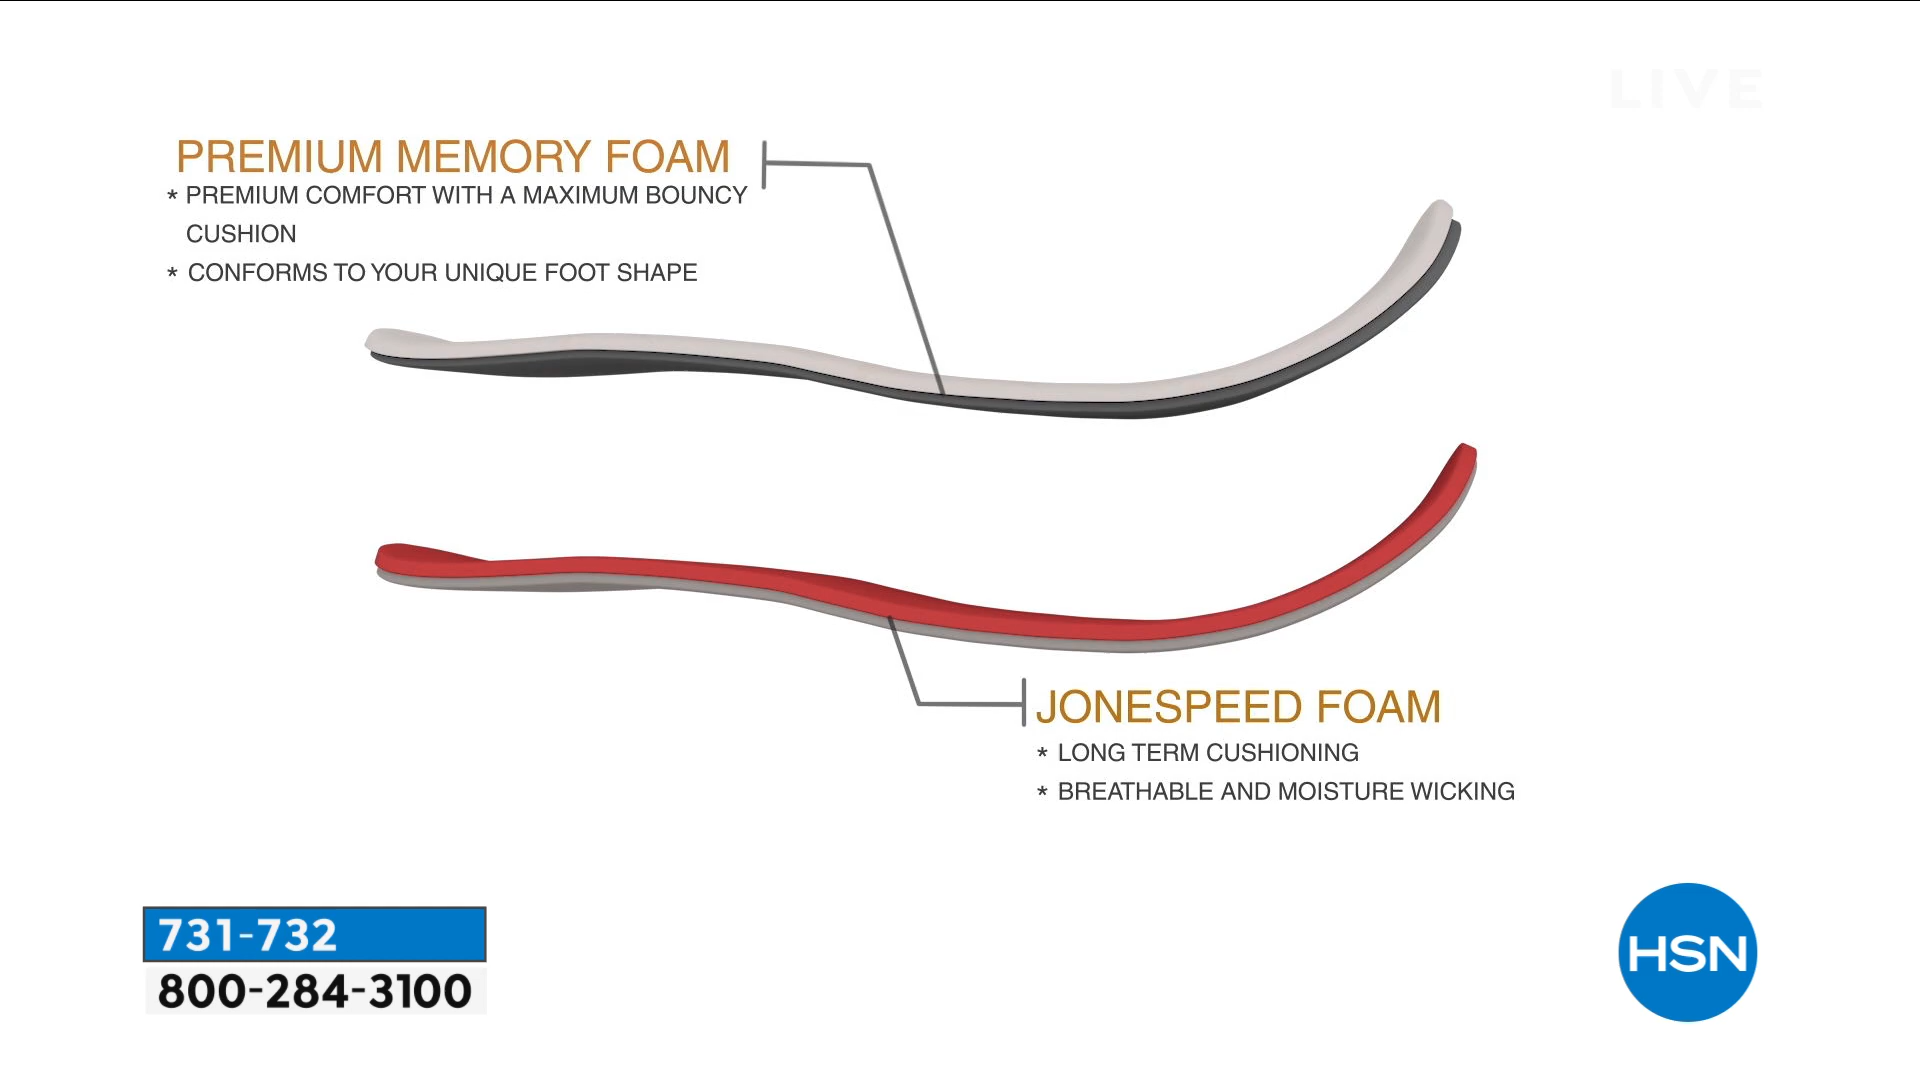 LIVE
PREMIUM MEMORY FOAM
* PREMIUM COMFORT WITH A MAXIMUM BOUNCY
CUSHION
* CONFORMS TO YOUR UNIQUE FOOT SHAPE
JONESPEED FOAM
* LONG TERM CUSHIONING
* BREATHABLE AND MOISTURE WICKING
731-732
800-284-3100
HSN